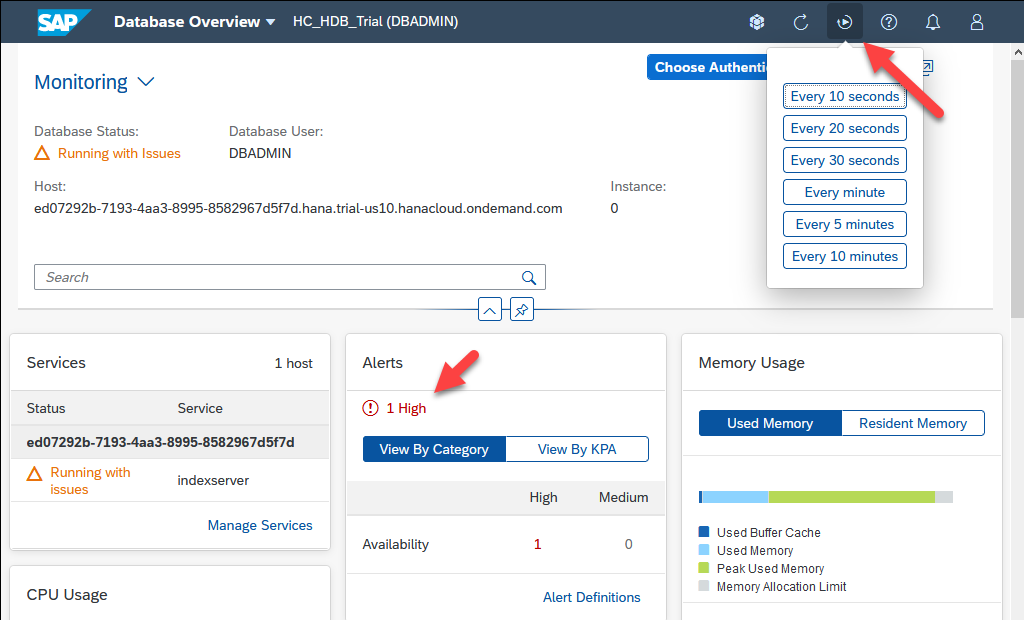 SAP Database Overview HC_HDB_Trial (DBADMIN)
Monitoring
Choose Authenti
Every 10 seconds
Every 20 seconds
Every 30 seconds
Every minute
Every 5 minutes
Every 10 minutes
Database Status:
Running with Issues
Database User:
DBADMIN
Host:
ed07292b-7193-4aa3-8995-8582967d5f7d.hana.trial-us10.hanacloud.ondemand.com
Instance:
0
Search
Services 1 host
Status Service
ed07292b-7193-4aa3-8995-8582967d5f7d
Running with
issues
indexserver
Manage Services
CPU Usage
Alerts
1 High
View By Category View By KPA
High Medium
Availability 1 0
Alert Definitions
Memory Usage
Used Memory Resident Memory
Used Buffer Cache
Used Memory
Peak Used Memory
Memory Allocation Limit